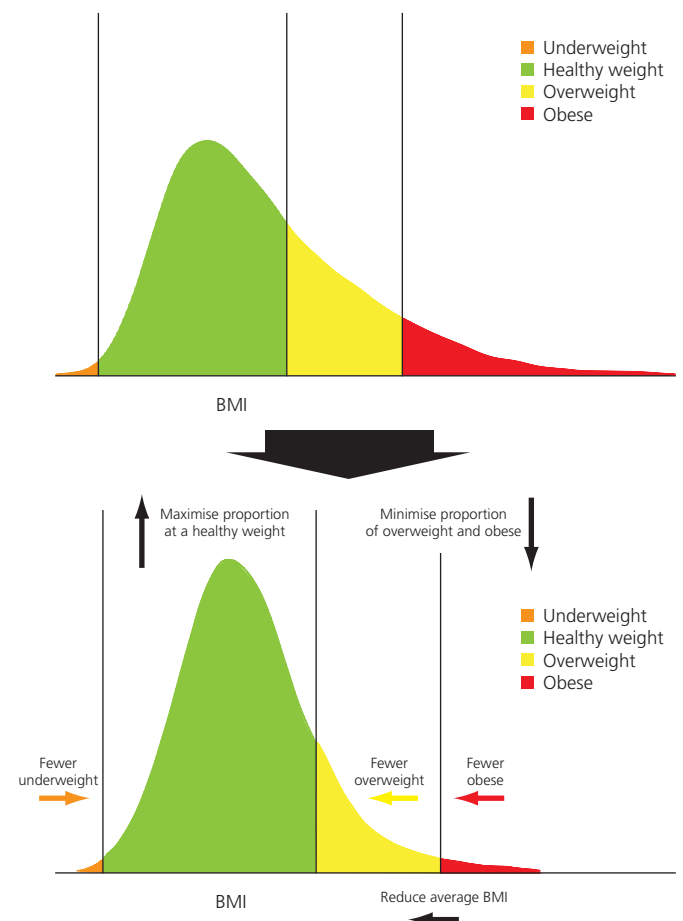 Underweight
Healthy weight
Overweight
Obese
BMI
Maximise proportion
at a healthy weight
Minimise proportion
of overweight and obese
Underweight
Healthy weight
Overweight
Obese
Fewer
underweight
Fewer
overweight
Fewer
obese
BMI
Reduce average BMI